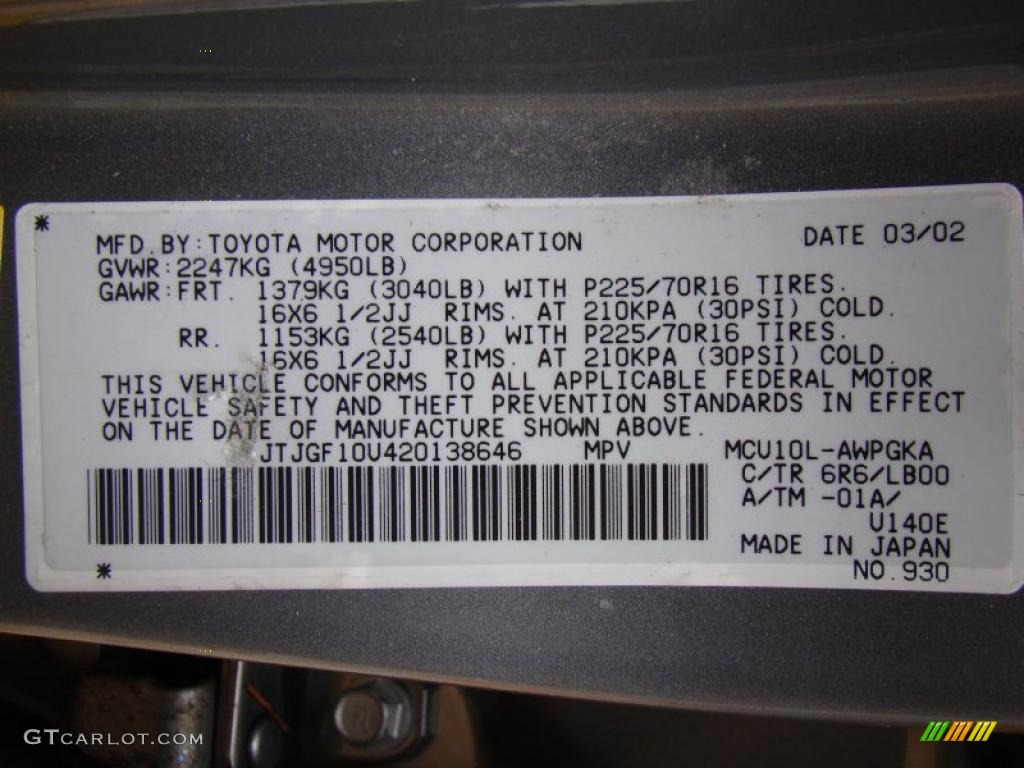 *
MFD. BY: TOYOTA MOTOR CORPORATION DATE 03/02
GVWR: 2247KG (4950LB)
GAWR: FRT. 1379KG (3040LB) WITH P225/70R16 TIRES.
16X6 1/2JJ RIMS. AT 210KPA (30PSI) COLD.
RR. 1153KG (2540LB) WITH P225/70R16 TIRES.
16X6 1/2JJ RIMS. AT 210KPA (30PSI) COLD.
THIS VEHICLE CONFORMS TO ALL APPLICABLE FEDERAL MOTOR
VEHICLE SAFETY AND THEFT PREVENTION STANDARDS IN EFFECT
ON THE DATE OF MANUFACTURE SHOWN ABOVE.
JTJGF10U420138646 MPV MCU10L-AWPGKA
C/TR 6R6/LB00
A/TM -01A/
U140E
MADE IN JAPAN
* NO. 930
GTCARLOT.COM